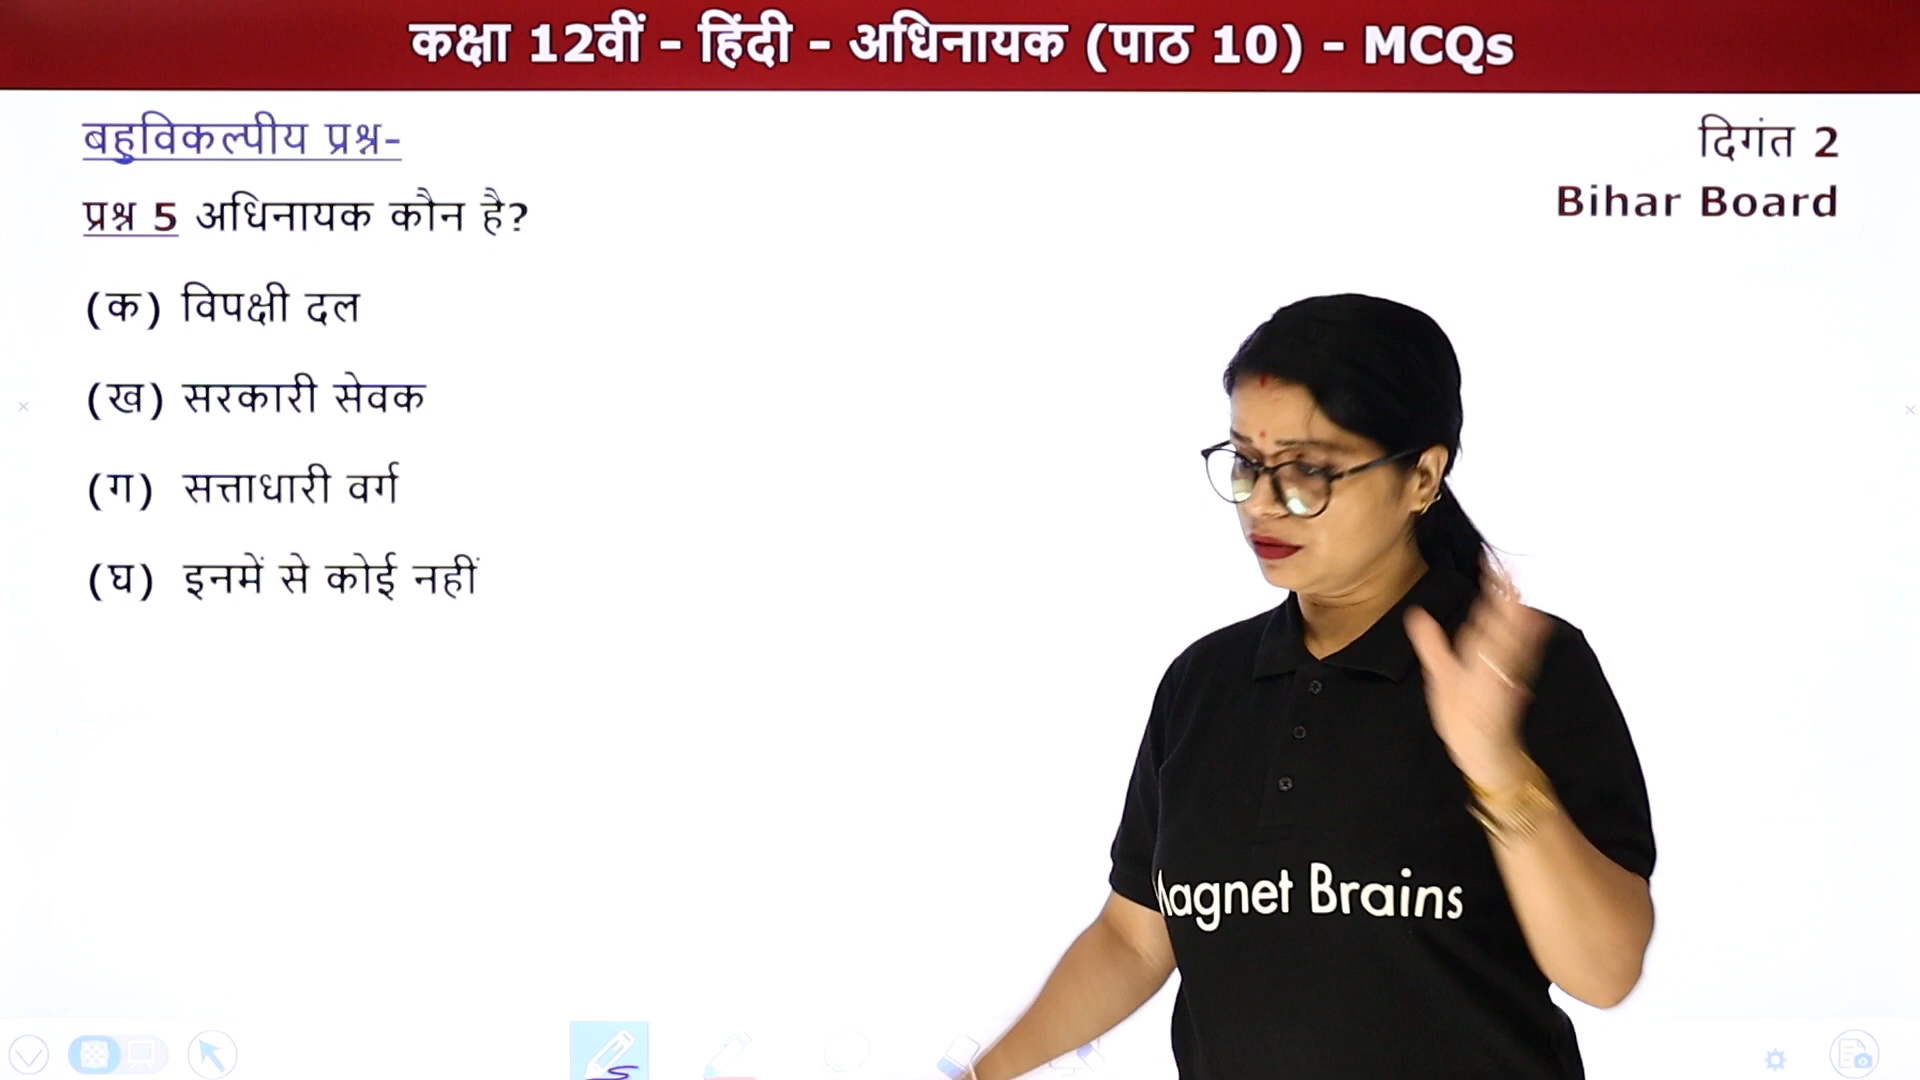 कक्षा 12वीं - हिंदी - अधिनायक (पाठ 10) - MCQs
बहुविकल्पीय प्रश्न-
दिगंत 2
Bihar Board
प्रश्न 5 अधिनायक कौन है?
(क) विपक्षी दल
(ख) सरकारी सेवक
(ग) सत्ताधारी वर्ग
(घ) इनमें से कोई नहीं
Magnet Brains